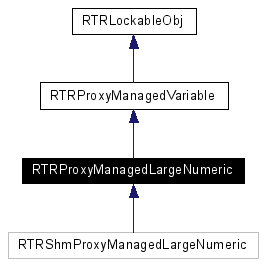 RTRLockableObj
RTRProxyManagedVariable
RTRProxyManagedLargeNumeric
RTRShmProxyManagedLargeNumeric